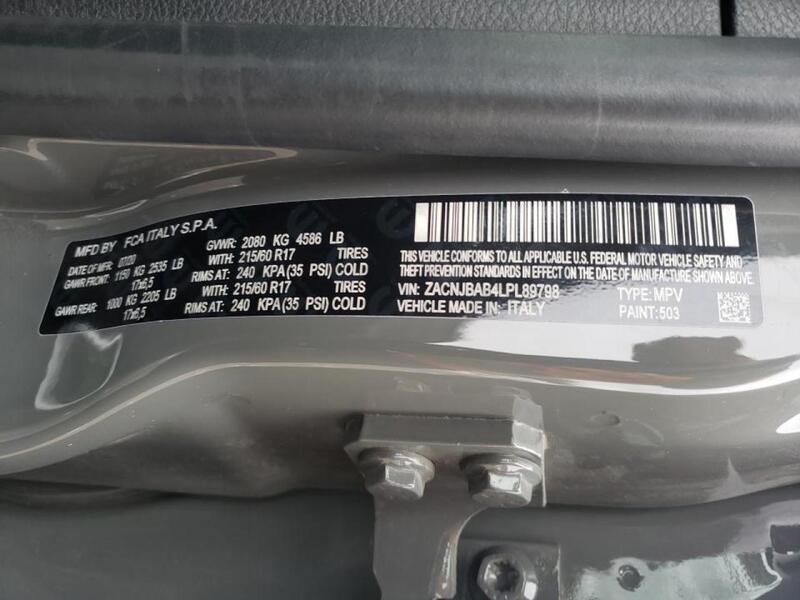 MFD BY FCA ITALY S.P.A.
DATE OF MFR. 07/20 GVWR: 2080 KG 4586 LB
GAWR FRONT: 1150 KG 2535 LB WITH: 215/60 R17 TIRES
17x6,5 RIMS AT: 240 KPA (35 PSI) COLD
GAWR REAR: 1000 KG 2205 LB WITH: 215/60 R17 TIRES
17x6,5 RIMS AT: 240 KPA (35 PSI) COLD
THIS VEHICLE CONFORMS TO ALL APPLICABLE U.S. FEDERAL MOTOR VEHICLE SAFETY AND
THEFT PREVENTION STANDARDS IN EFFECT ON THE DATE OF MANUFACTURE SHOWN ABOVE.
VIN: ZACNJBAB4LPL89798 TYPE: MPV
VEHICLE MADE IN: ITALY PAINT: 503